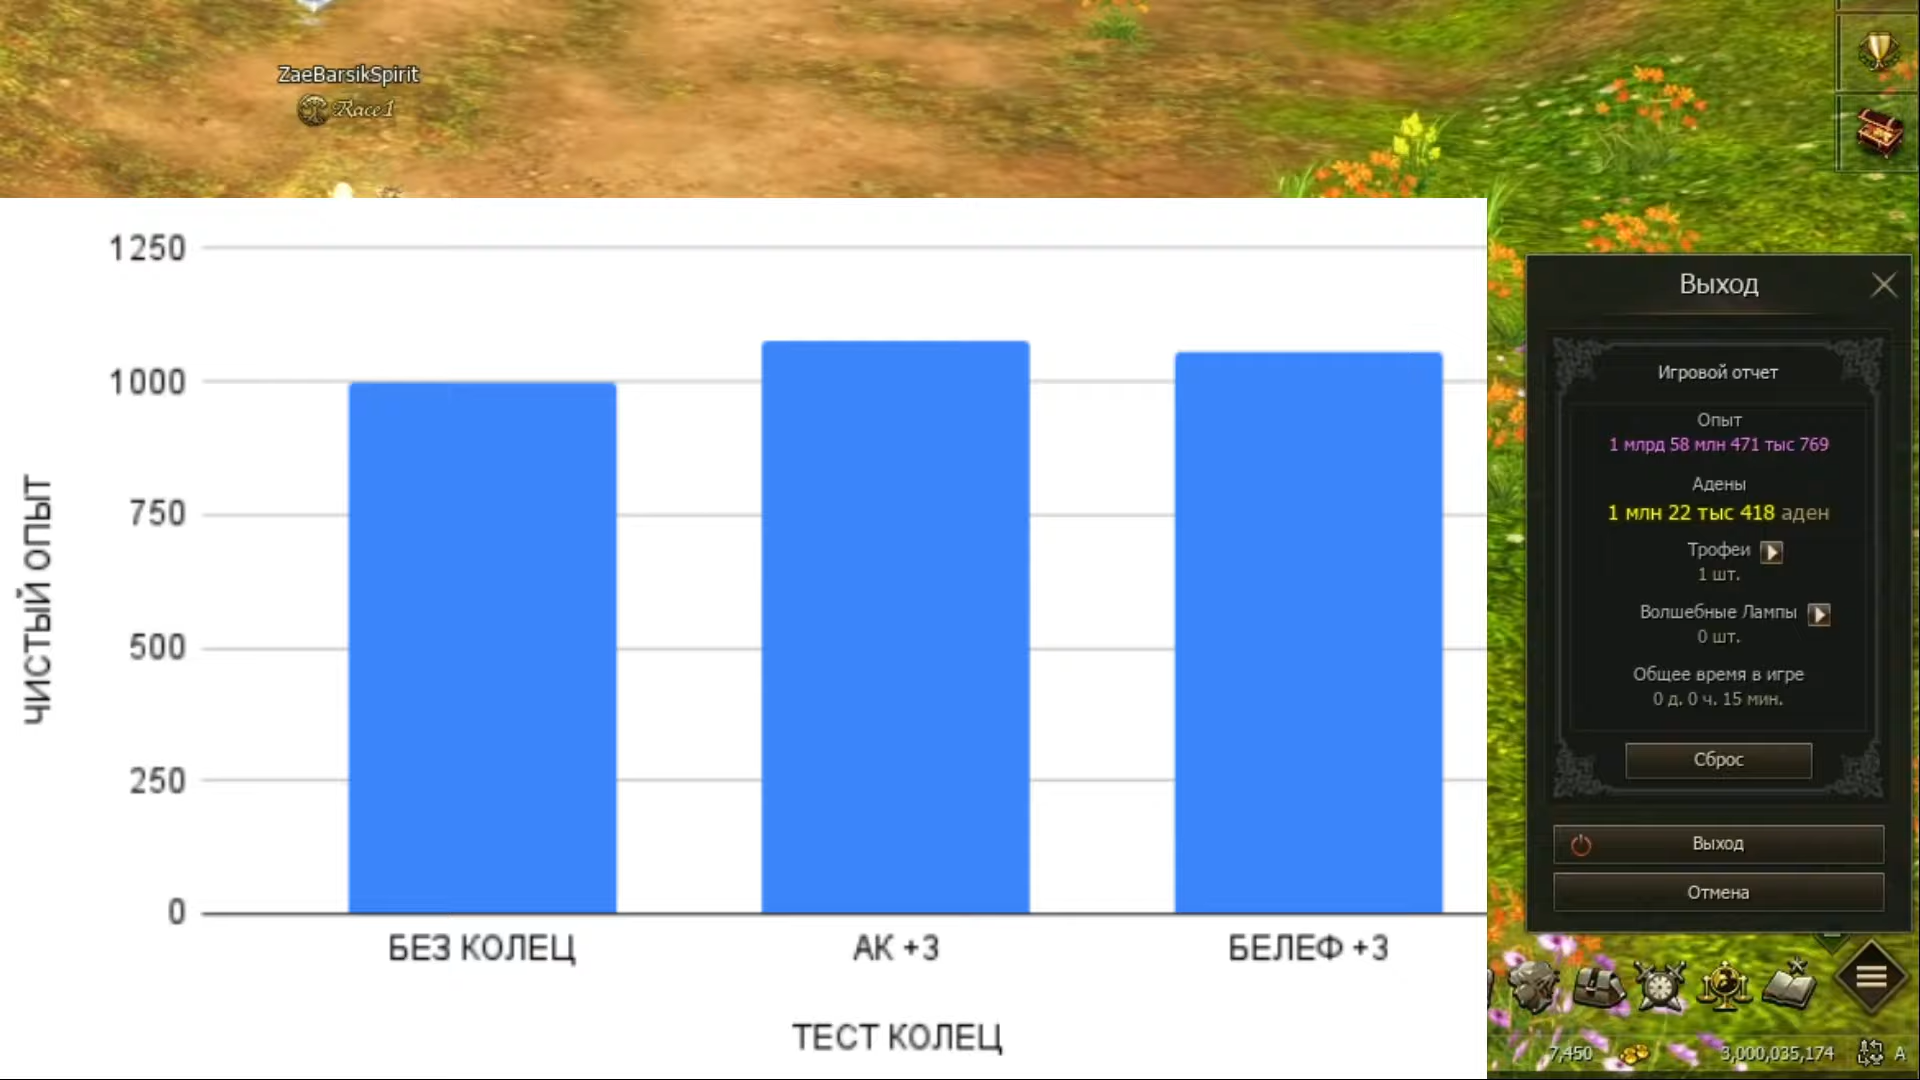 ZaeBarsikSpirit
Race1
1250
1000
750
500
250
0
ЧИСТЫЙ ОПЫТ
БЕЗ КОЛЕЦ
АК +3
БЕЛЕФ +3
ТЕСТ КОЛЕЦ
Выход
Игровой отчет
Опыт
1 млрд 58 млн 471 тыс 769
Адены
1 млн 22 тыс 418 аден
Трофеи
1 шт.
Волшебные Лампы
0 шт.
Общее время в игре
0 д. 0 ч. 15 мин.
Сброс
Выход
Отмена
7,450 3,000,035,174 A